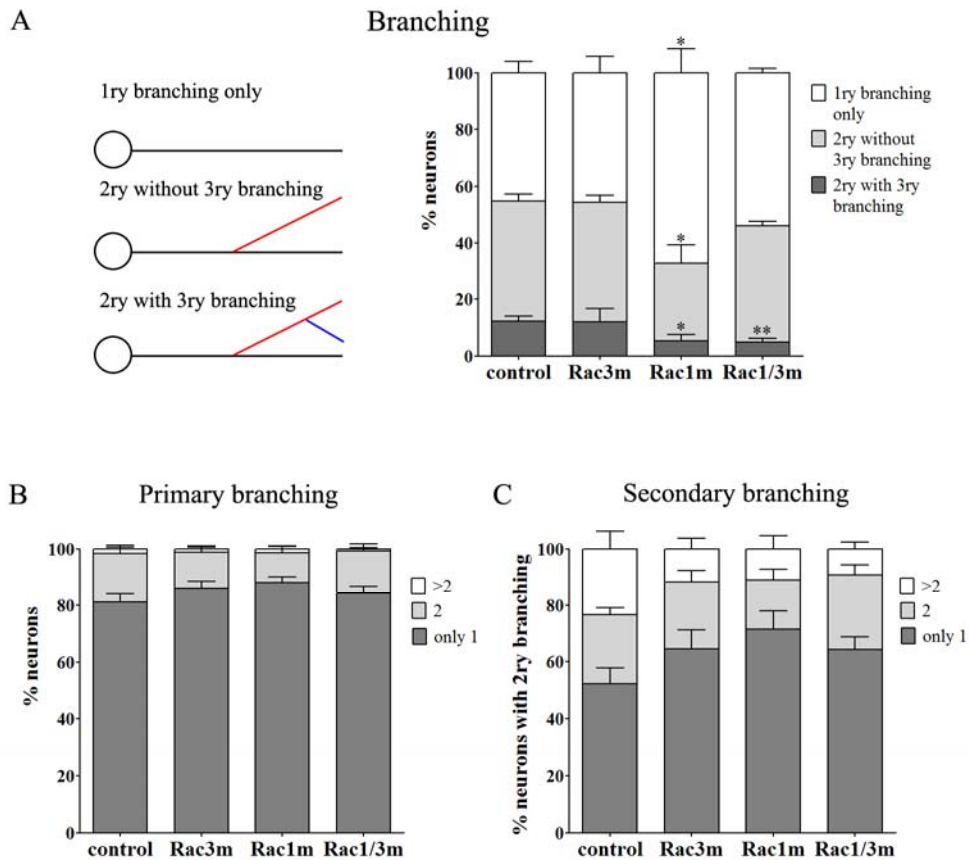 A
1ry branching only
2ry without 3ry branching
2ry with 3ry branching
Branching
% neurons
100
80
60
40
20
0
*
*
*
**
control Rac3m Rac1m Rac1/3m
1ry branching
only
2ry without
3ry branching
2ry with 3ry
branching
B
Primary branching
% neurons
100
80
60
40
20
0
control Rac3m Rac1m Rac1/3m
>2
2
only 1
C
Secondary branching
% neurons with 2ry branching
100
80
60
40
20
0
control Rac3m Rac1m Rac1/3m
>2
2
only 1